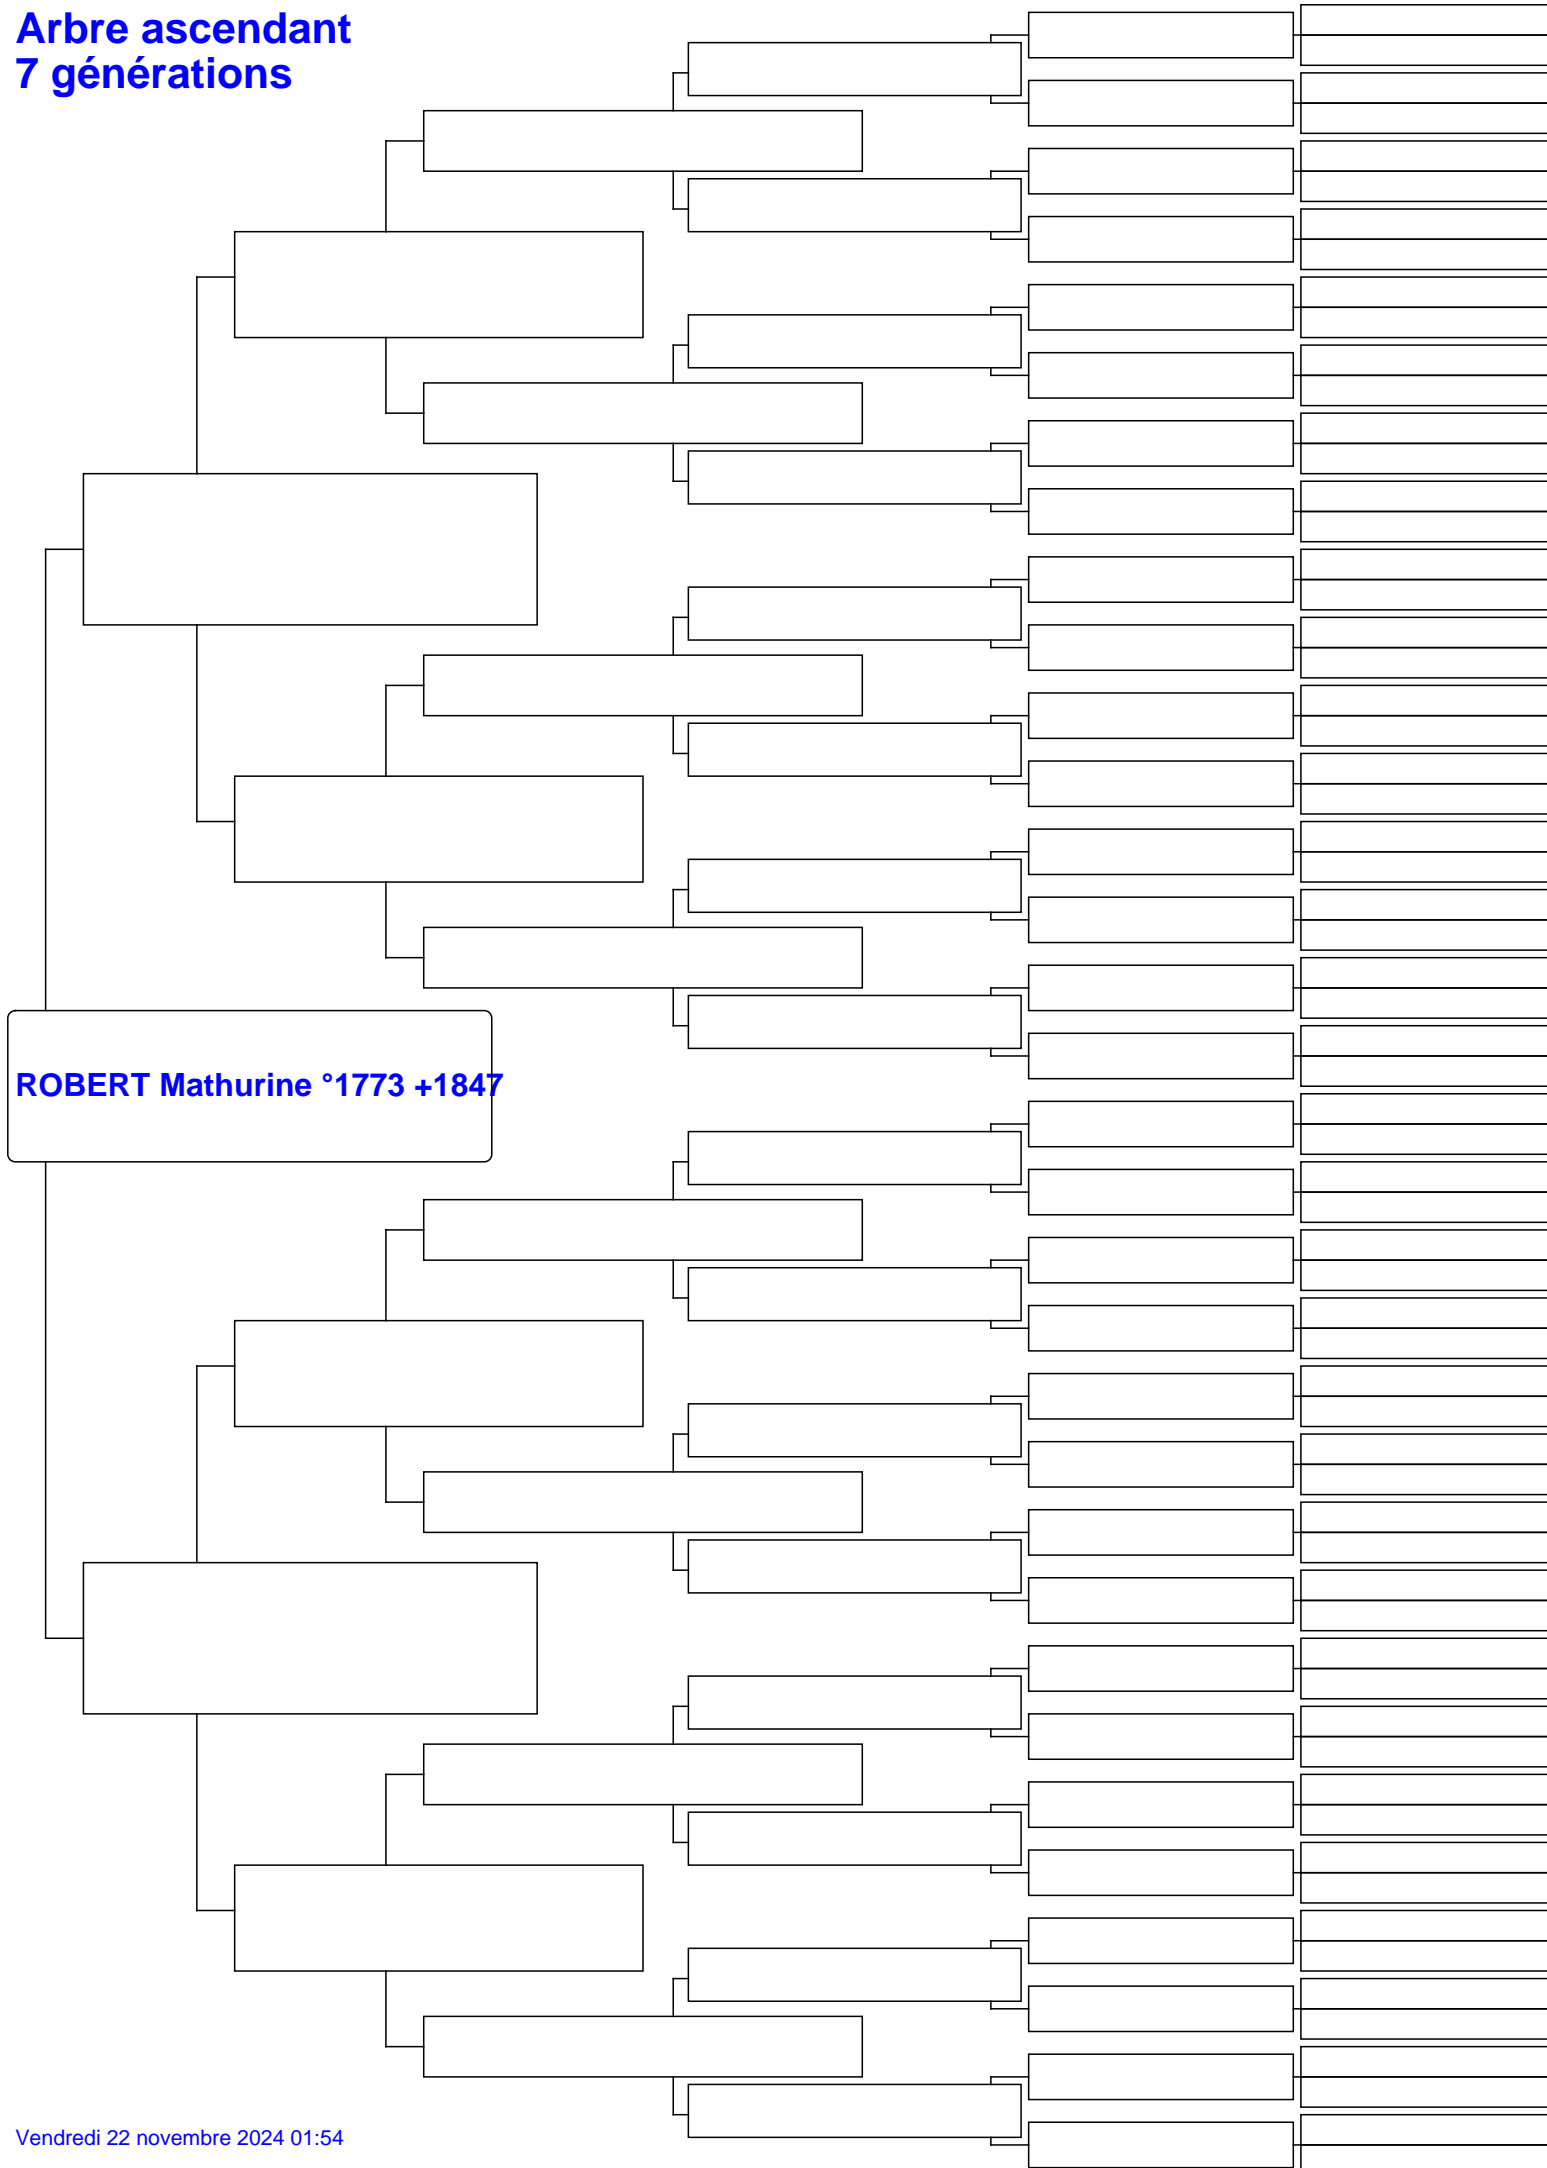 Arbre ascendant
7 générations
ROBERT Mathurine °1773 +1847
Vendredi 22 novembre 2024 01:54